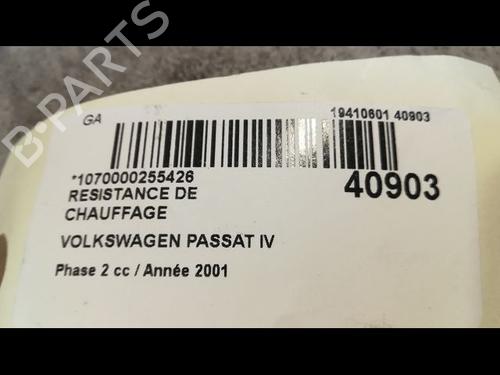 GA
19410601 40903
*1070000255426
40903
RESISTANCE DE
CHAUFFAGE
VOLKSWAGEN PASSAT IV
Phase 2 cc / Année 2001
B-PARTS